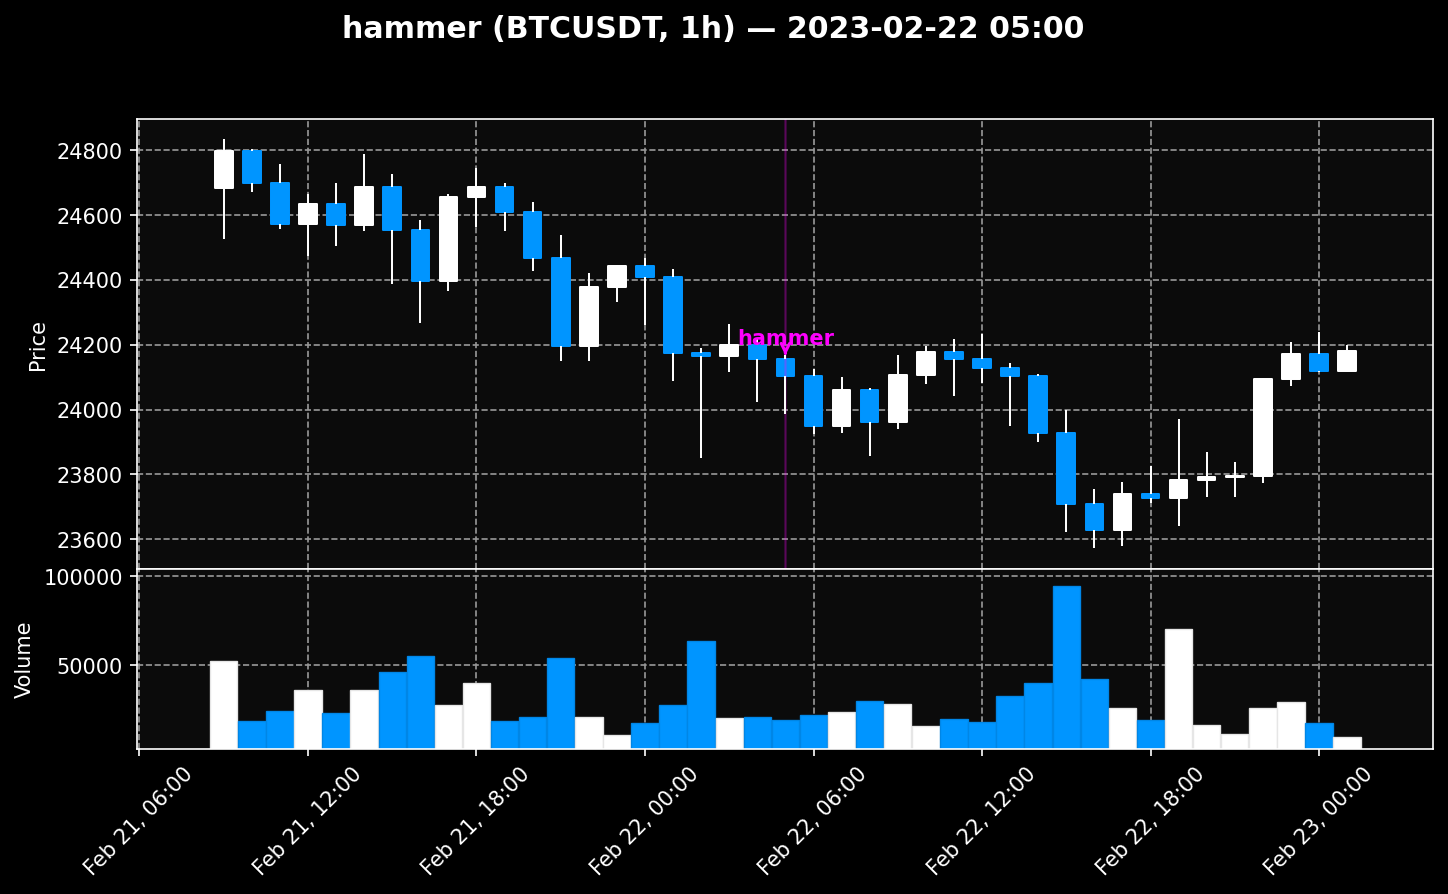 hammer (BTCUSDT, 1h) — 2023-02-22 05:00
Price
24800
24600
24400
24200
24000
23800
23600
hammer
Volume
100000
50000
Feb 21, 06:00
Feb 21, 12:00
Feb 21, 18:00
Feb 22, 00:00
Feb 22, 06:00
Feb 22, 12:00
Feb 22, 18:00
Feb 23, 00:00